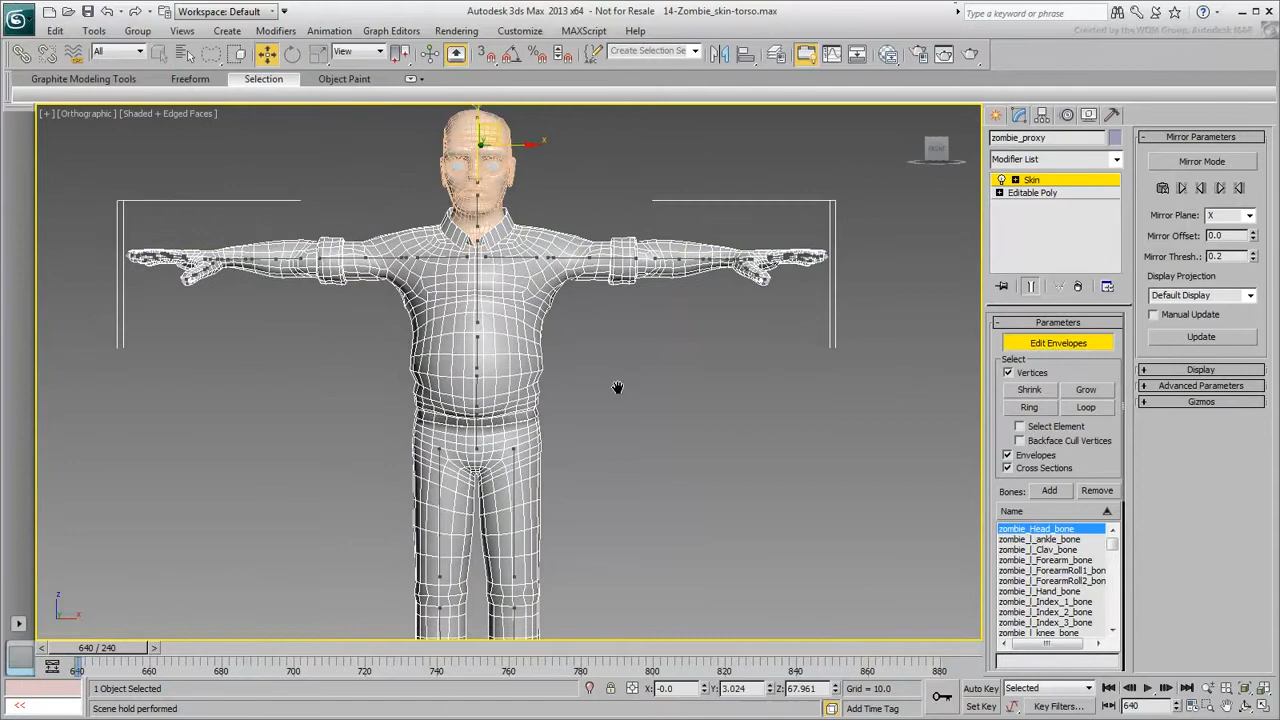 Workspace: Default
Autodesk 3ds Max 2013 x64 - Not for Resale 14-Zombie_skin-torso.max
Type a keyword or phrase
Edit Tools Group Views Create Modifiers Animation Graph Editors Rendering Customize MAXScript Help
Created by the WDM Group, Autodesk M&E
All View Create Selection Se
Graphite Modeling Tools Freeform Selection Object Paint
[+] [Orthographic] [Shaded + Edged Faces]
FRONT
x
zombie_proxy
Modifier List
Skin
Editable Poly
Parameters
Edit Envelopes
Select
Vertices
Shrink Grow
Ring Loop
Select Element
Backface Cull Vertices
Envelopes
Cross Sections
Bones: Add Remove
Name
zombie_Head_bone
zombie_l_ankle_bone
zombie_l_Clav_bone
zombie_l_Forearm_bone
zombie_l_ForearmRoll1_bon
zombie_l_ForearmRoll2_bon
zombie_l_Hand_bone
zombie_l_Index_1_bone
zombie_l_Index_2_bone
zombie_l_Index_3_bone
zombie_l_knee_bone
Mirror Parameters
Mirror Mode
Mirror Plane: X
Mirror Offset: 0.0
Mirror Thresh.: 0.2
Display Projection
Default Display
Manual Update
Update
Display
Advanced Parameters
Gizmos
z
x
640 / 240
640 660 680 700 720 740 760 780 800 820 840 860 880
1 Object Selected
X: -0.0 Y: 3.024 Z: 67.961 Grid = 10.0
Auto Key Selected
Scene hold performed
Add Time Tag
Set Key Key Filters... 640